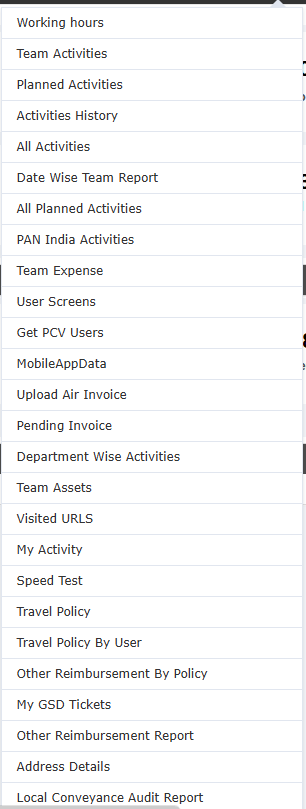 Working hours
Team Activities
Planned Activities
Activities History
All Activities
Date Wise Team Report
All Planned Activities
PAN India Activities
Team Expense
User Screens
Get PCV Users
MobileAppData
Upload Air Invoice
Pending Invoice
Department Wise Activities
Team Assets
Visited URLS
My Activity
Speed Test
Travel Policy
Travel Policy By User
Other Reimbursement By Policy
My GSD Tickets
Other Reimbursement Report
Address Details
Local Conveyance Audit Report